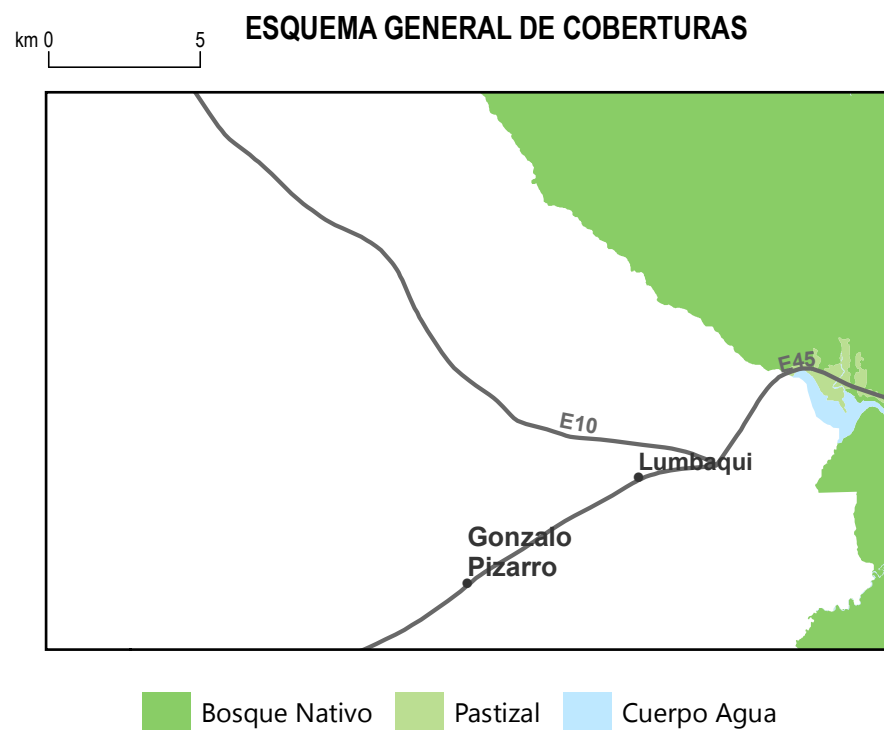 km 0 5
ESQUEMA GENERAL DE COBERTURAS
E45
E10
Lumbaqui
Gonzalo
Pizarro
Bosque Nativo
Pastizal
Cuerpo Agua